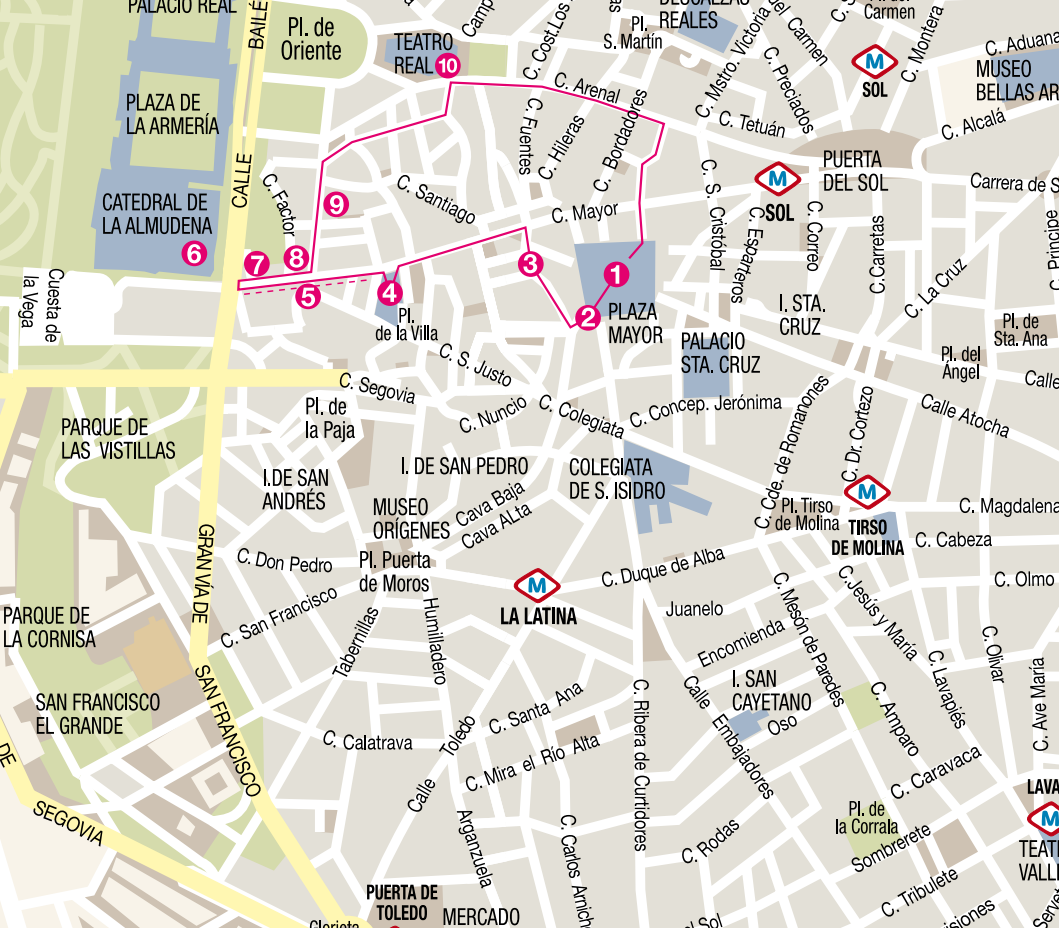 PALACIO REAL
BAILÉ
Pl. de
Oriente
TEATRO
REAL
10
Camp
C. Cost.Los
Pl.
S. Martín
DESCALZAS
REALES
C. Mstro. Victoria
del Carmen
C. Preciados
Carmen
C. Montera
M
SOL
C. Aduana
MUSEO
BELLAS AR
C. Alcalá
PLAZA DE
LA ARMERÍA
C. Arenal
C. Fuentes
C. Hileras
C. Bordadores
C. Tetuán
PUERTA
DEL SOL
M
SOL
Carrera de S
CALLE
C. Factor
C. Santiago
C. Mayor
C. S. Cristóbal
C. Esparteros
C. Correo
C. Carretas
C. Príncipe
CATEDRAL DE
LA ALMUDENA
6
7
8
9
5
4
3
1
2
Cuesta de
la Vega
Pl.
de la Villa
PLAZA
MAYOR
PALACIO
STA. CRUZ
I. STA.
CRUZ
C. La Cruz
Pl. de
Sta. Ana
Pl. del
Ángel
Calle
Calle Atocha
C. S. Justo
C. Segovia
C. Nuncio
C. Colegiata
C. Concep. Jerónima
C. Cde. de Romanones
C. Dr. Cortezo
PARQUE DE
LAS VISTILLAS
Pl. de
la Paja
I.DE SAN
ANDRÉS
I. DE SAN PEDRO
COLEGIATA
DE S. ISIDRO
MUSEO
ORÍGENES
Cava Baja
Cava ALta
Pl. Tirso
de Molina
M
TIRSO
DE MOLINA
C. Magdalena
C. Cabeza
GRAN VÍA DE
SAN FRANCISCO
C. Don Pedro
Pl. Puerta
de Moros
C. San Francisco
Tabernillas
Humilladero
M
LA LATINA
C. Duque de Alba
Juanelo
Encomienda
C. Mesón de Paredes
C.Jesús y María
C. Olmo
C. Olivar
C. Lavapiés
C. Ave María
PARQUE DE
LA CORNISA
SAN FRANCISCO
EL GRANDE
C. Calatrava
Calle Toledo
C. Santa Ana
C. Mira el Río Alta
C. Ribera de Curtidores
Calle Embajadores
I. SAN
CAYETANO
Oso
C. Amparo
C. Caravaca
DE
SEGOVIA
Arganzuela
C. Carlos Arnich
C. Rodas
Pl. de
la Corrala
Sombrerete
C. Tribulete
LAVA
M
TEAT
VALL
PUERTA DE
TOLEDO
MERCADO
Glorieta
el Sol
isiones
Serve